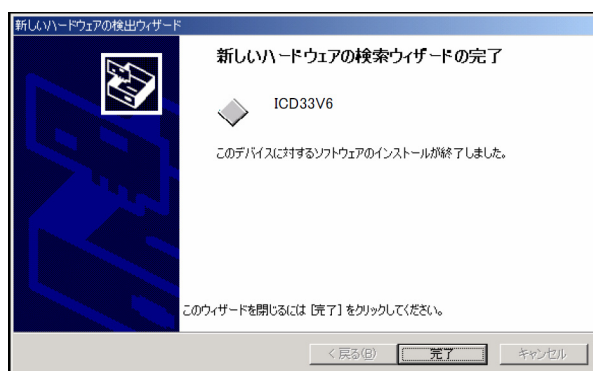 新しいハードウェアの検出ウィザード
新しいハードウェアの検索ウィザードの完了
ICD33V6
このデバイスに対するソフトウェアのインストールが終了しました。
このウィザードを閉じるには [完了] をクリックしてください。
< 戻る(B)
完了
キャンセル